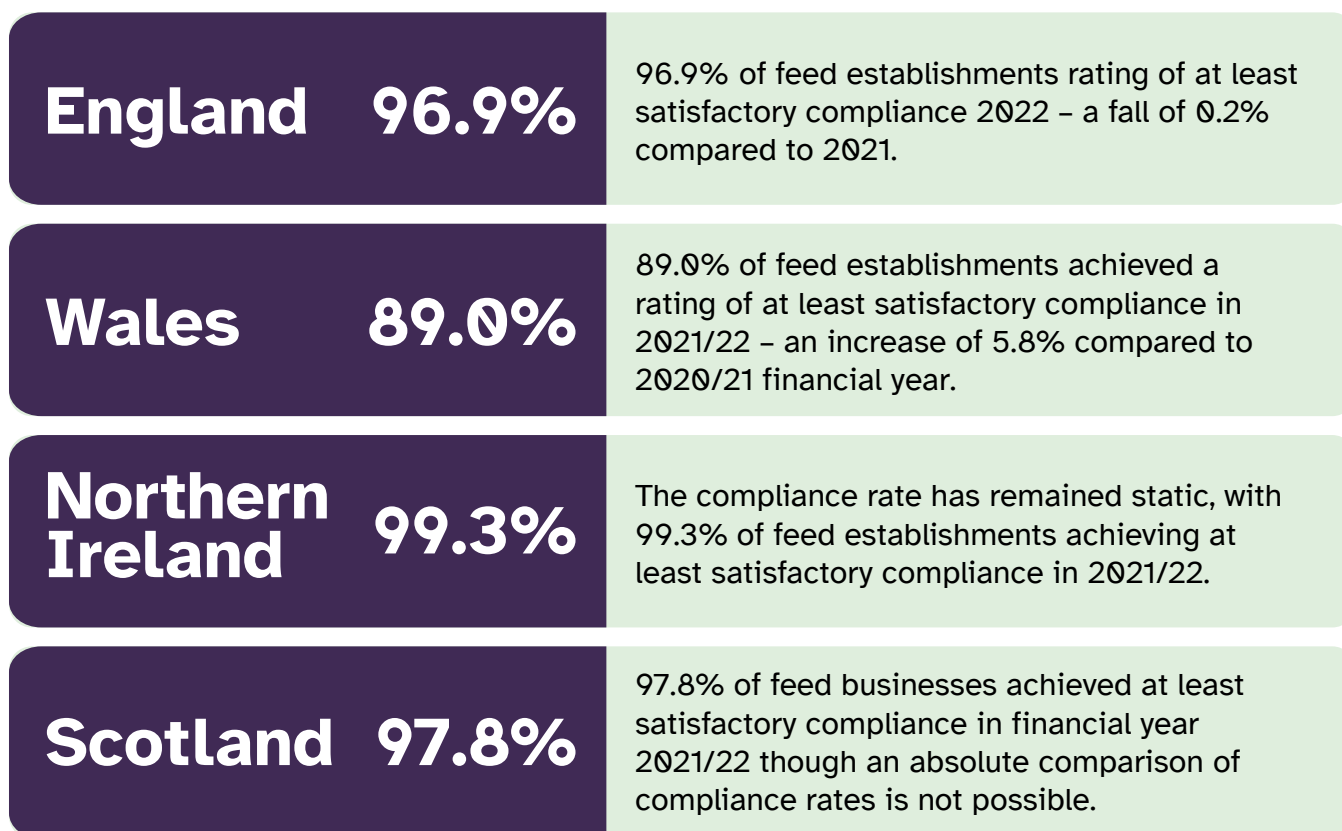 England 96.9%
96.9% of feed establishments rating of at least
satisfactory compliance 2022 – a fall of 0.2%
compared to 2021.
Wales 89.0%
89.0% of feed establishments achieved a
rating of at least satisfactory compliance in
2021/22 – an increase of 5.8% compared to
2020/21 financial year.
Northern
Ireland
99.3%
The compliance rate has remained static, with
99.3% of feed establishments achieving at
least satisfactory compliance in 2021/22.
Scotland 97.8%
97.8% of feed businesses achieved at least
satisfactory compliance in financial year
2021/22 though an absolute comparison of
compliance rates is not possible.